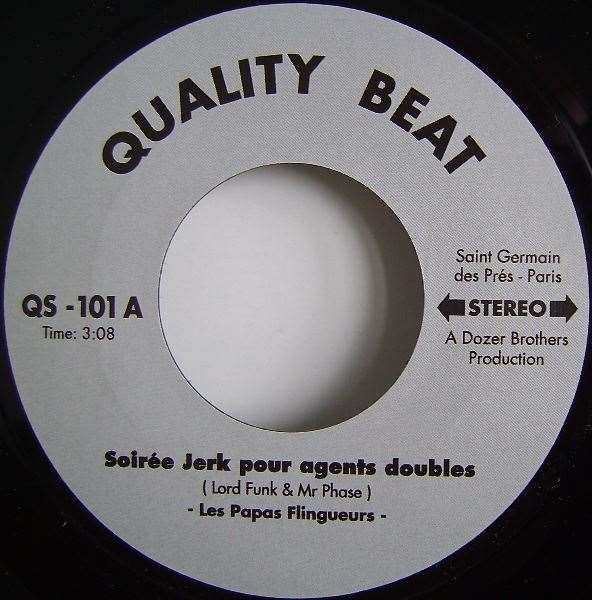 QUALITY BEAT
QS -101 A
Time: 3:08
Saint Germain
des Prés - Paris
STEREO
A Dozer Brothers
Production
Soirée Jerk pour agents doubles
( Lord Funk & Mr Phase )
- Les Papas Flingueurs -